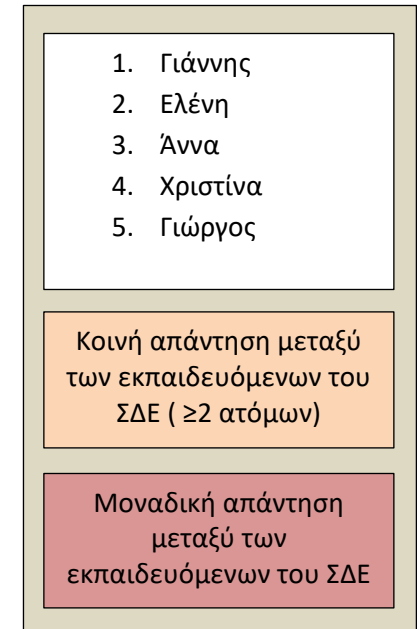 1. Γιάννης
2. Ελένη
3. Άννα
4. Χριστίνα
5. Γιώργος
Κοινή απάντηση μεταξύ
των εκπαιδευόμενων του
ΣΔΕ ( ≥2 ατόμων)
Μοναδική απάντηση
μεταξύ των
εκπαιδευόμενων του ΣΔΕ